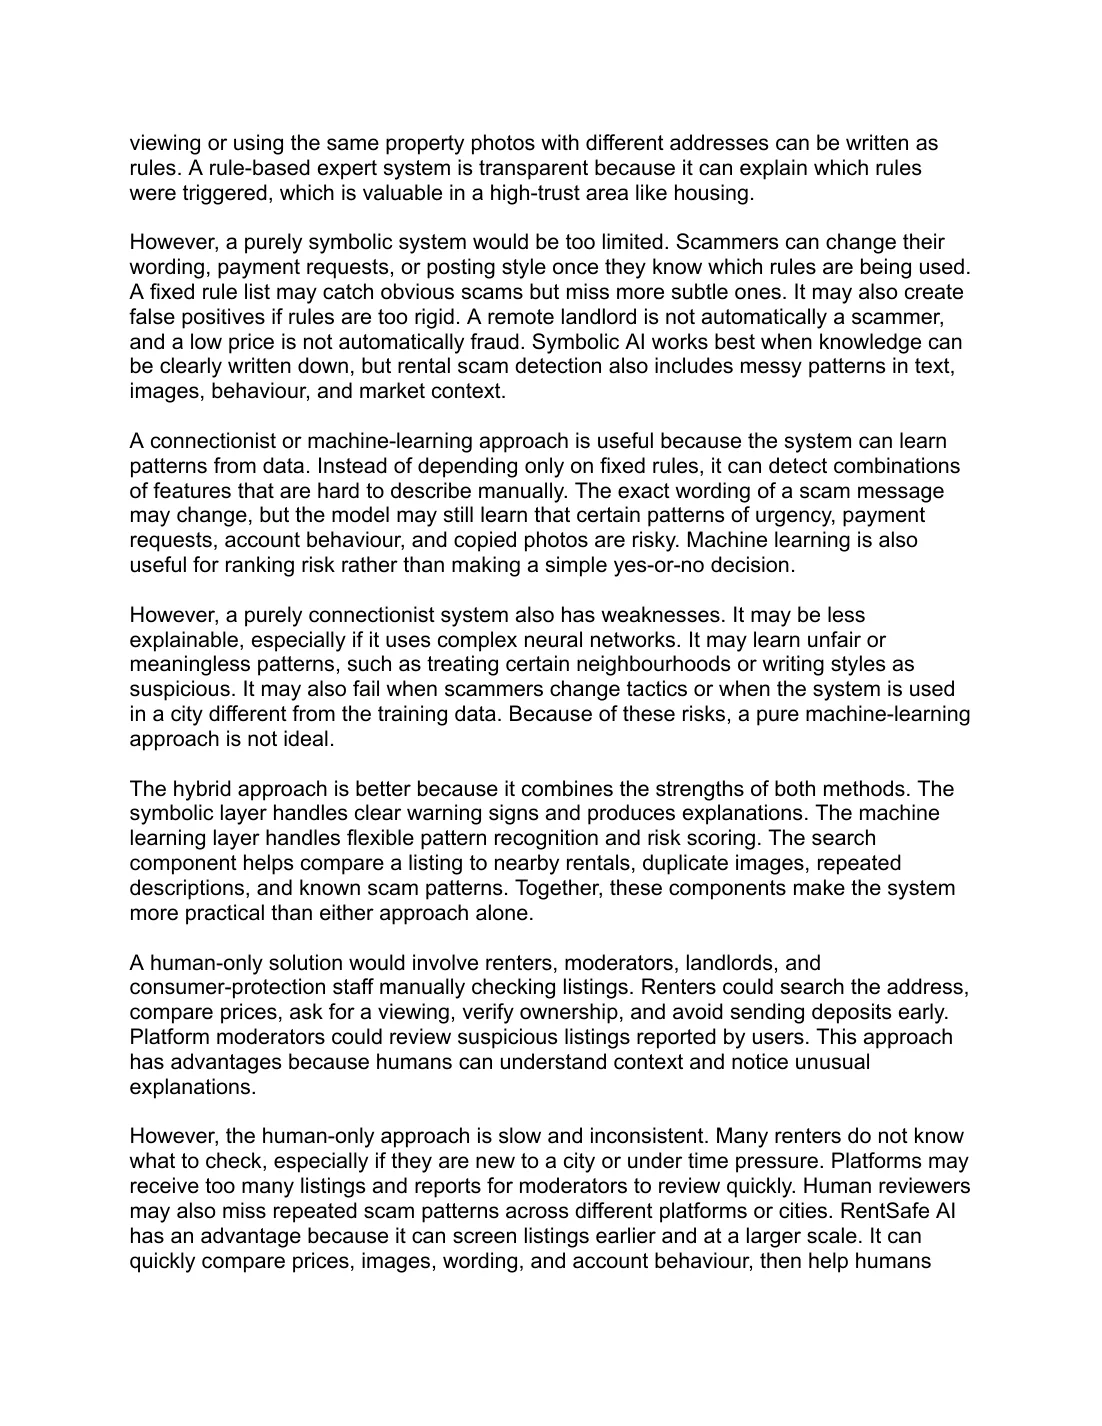 viewing or using the same property photos with different addresses can be written as
rules. A rule-based expert system is transparent because it can explain which rules
were triggered, which is valuable in a high-trust area like housing.
However, a purely symbolic system would be too limited. Scammers can change their
wording, payment requests, or posting style once they know which rules are being used.
A fixed rule list may catch obvious scams but miss more subtle ones. It may also create
false positives if rules are too rigid. A remote landlord is not automatically a scammer,
and a low price is not automatically fraud. Symbolic AI works best when knowledge can
be clearly written down, but rental scam detection also includes messy patterns in text,
images, behaviour, and market context.
A connectionist or machine-learning approach is useful because the system can learn
patterns from data. Instead of depending only on fixed rules, it can detect combinations
of features that are hard to describe manually. The exact wording of a scam message
may change, but the model may still learn that certain patterns of urgency, payment
requests, account behaviour, and copied photos are risky. Machine learning is also
useful for ranking risk rather than making a simple yes-or-no decision.
However, a purely connectionist system also has weaknesses. It may be less
explainable, especially if it uses complex neural networks. It may learn unfair or
meaningless patterns, such as treating certain neighbourhoods or writing styles as
suspicious. It may also fail when scammers change tactics or when the system is used
in a city different from the training data. Because of these risks, a pure machine-learning
approach is not ideal.
The hybrid approach is better because it combines the strengths of both methods. The
symbolic layer handles clear warning signs and produces explanations. The machine
learning layer handles flexible pattern recognition and risk scoring. The search
component helps compare a listing to nearby rentals, duplicate images, repeated
descriptions, and known scam patterns. Together, these components make the system
more practical than either approach alone.
A human-only solution would involve renters, moderators, landlords, and
consumer-protection staff manually checking listings. Renters could search the address,
compare prices, ask for a viewing, verify ownership, and avoid sending deposits early.
Platform moderators could review suspicious listings reported by users. This approach
has advantages because humans can understand context and notice unusual
explanations.
However, the human-only approach is slow and inconsistent. Many renters do not know
what to check, especially if they are new to a city or under time pressure. Platforms may
receive too many listings and reports for moderators to review quickly. Human reviewers
may also miss repeated scam patterns across different platforms or cities. RentSafe AI
has an advantage because it can screen listings earlier and at a larger scale. It can
quickly compare prices, images, wording, and account behaviour, then help humans